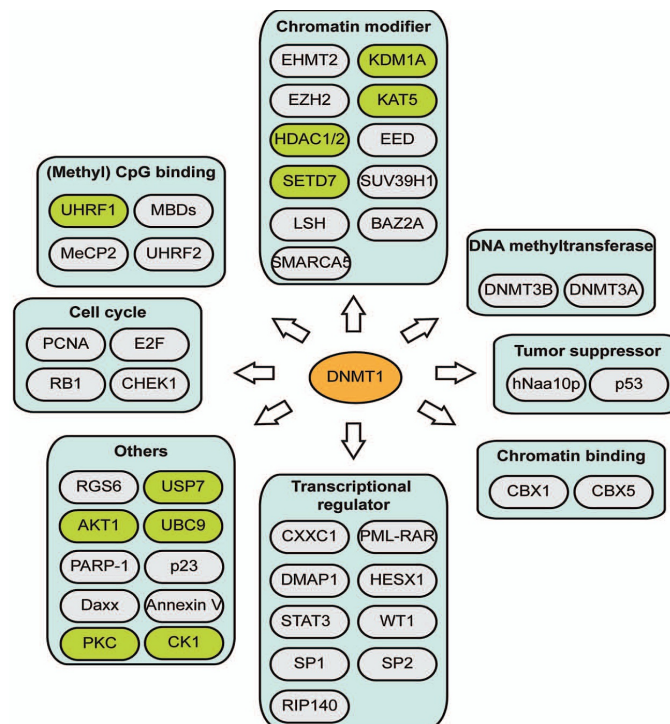 Chromatin modifier
EHMT2 KDM1A
EZH2 KAT5
HDAC1/2 EED
SETD7 SUV39H1
LSH BAZ2A
SMARCA5
(Methyl) CpG binding
UHRF1 MBDs
MeCP2 UHRF2
DNA methyltransferase
DNMT3B DNMT3A
Cell cycle
PCNA E2F
RB1 CHEK1
DNMT1
Tumor suppressor
hNaa10p p53
Others
RGS6 USP7
AKT1 UBC9
PARP-1 p23
Daxx Annexin V
PKC CK1
Transcriptional
regulator
CXXC1 PML-RAR
DMAP1 HESX1
STAT3 WT1
SP1 SP2
RIP140
Chromatin binding
CBX1 CBX5